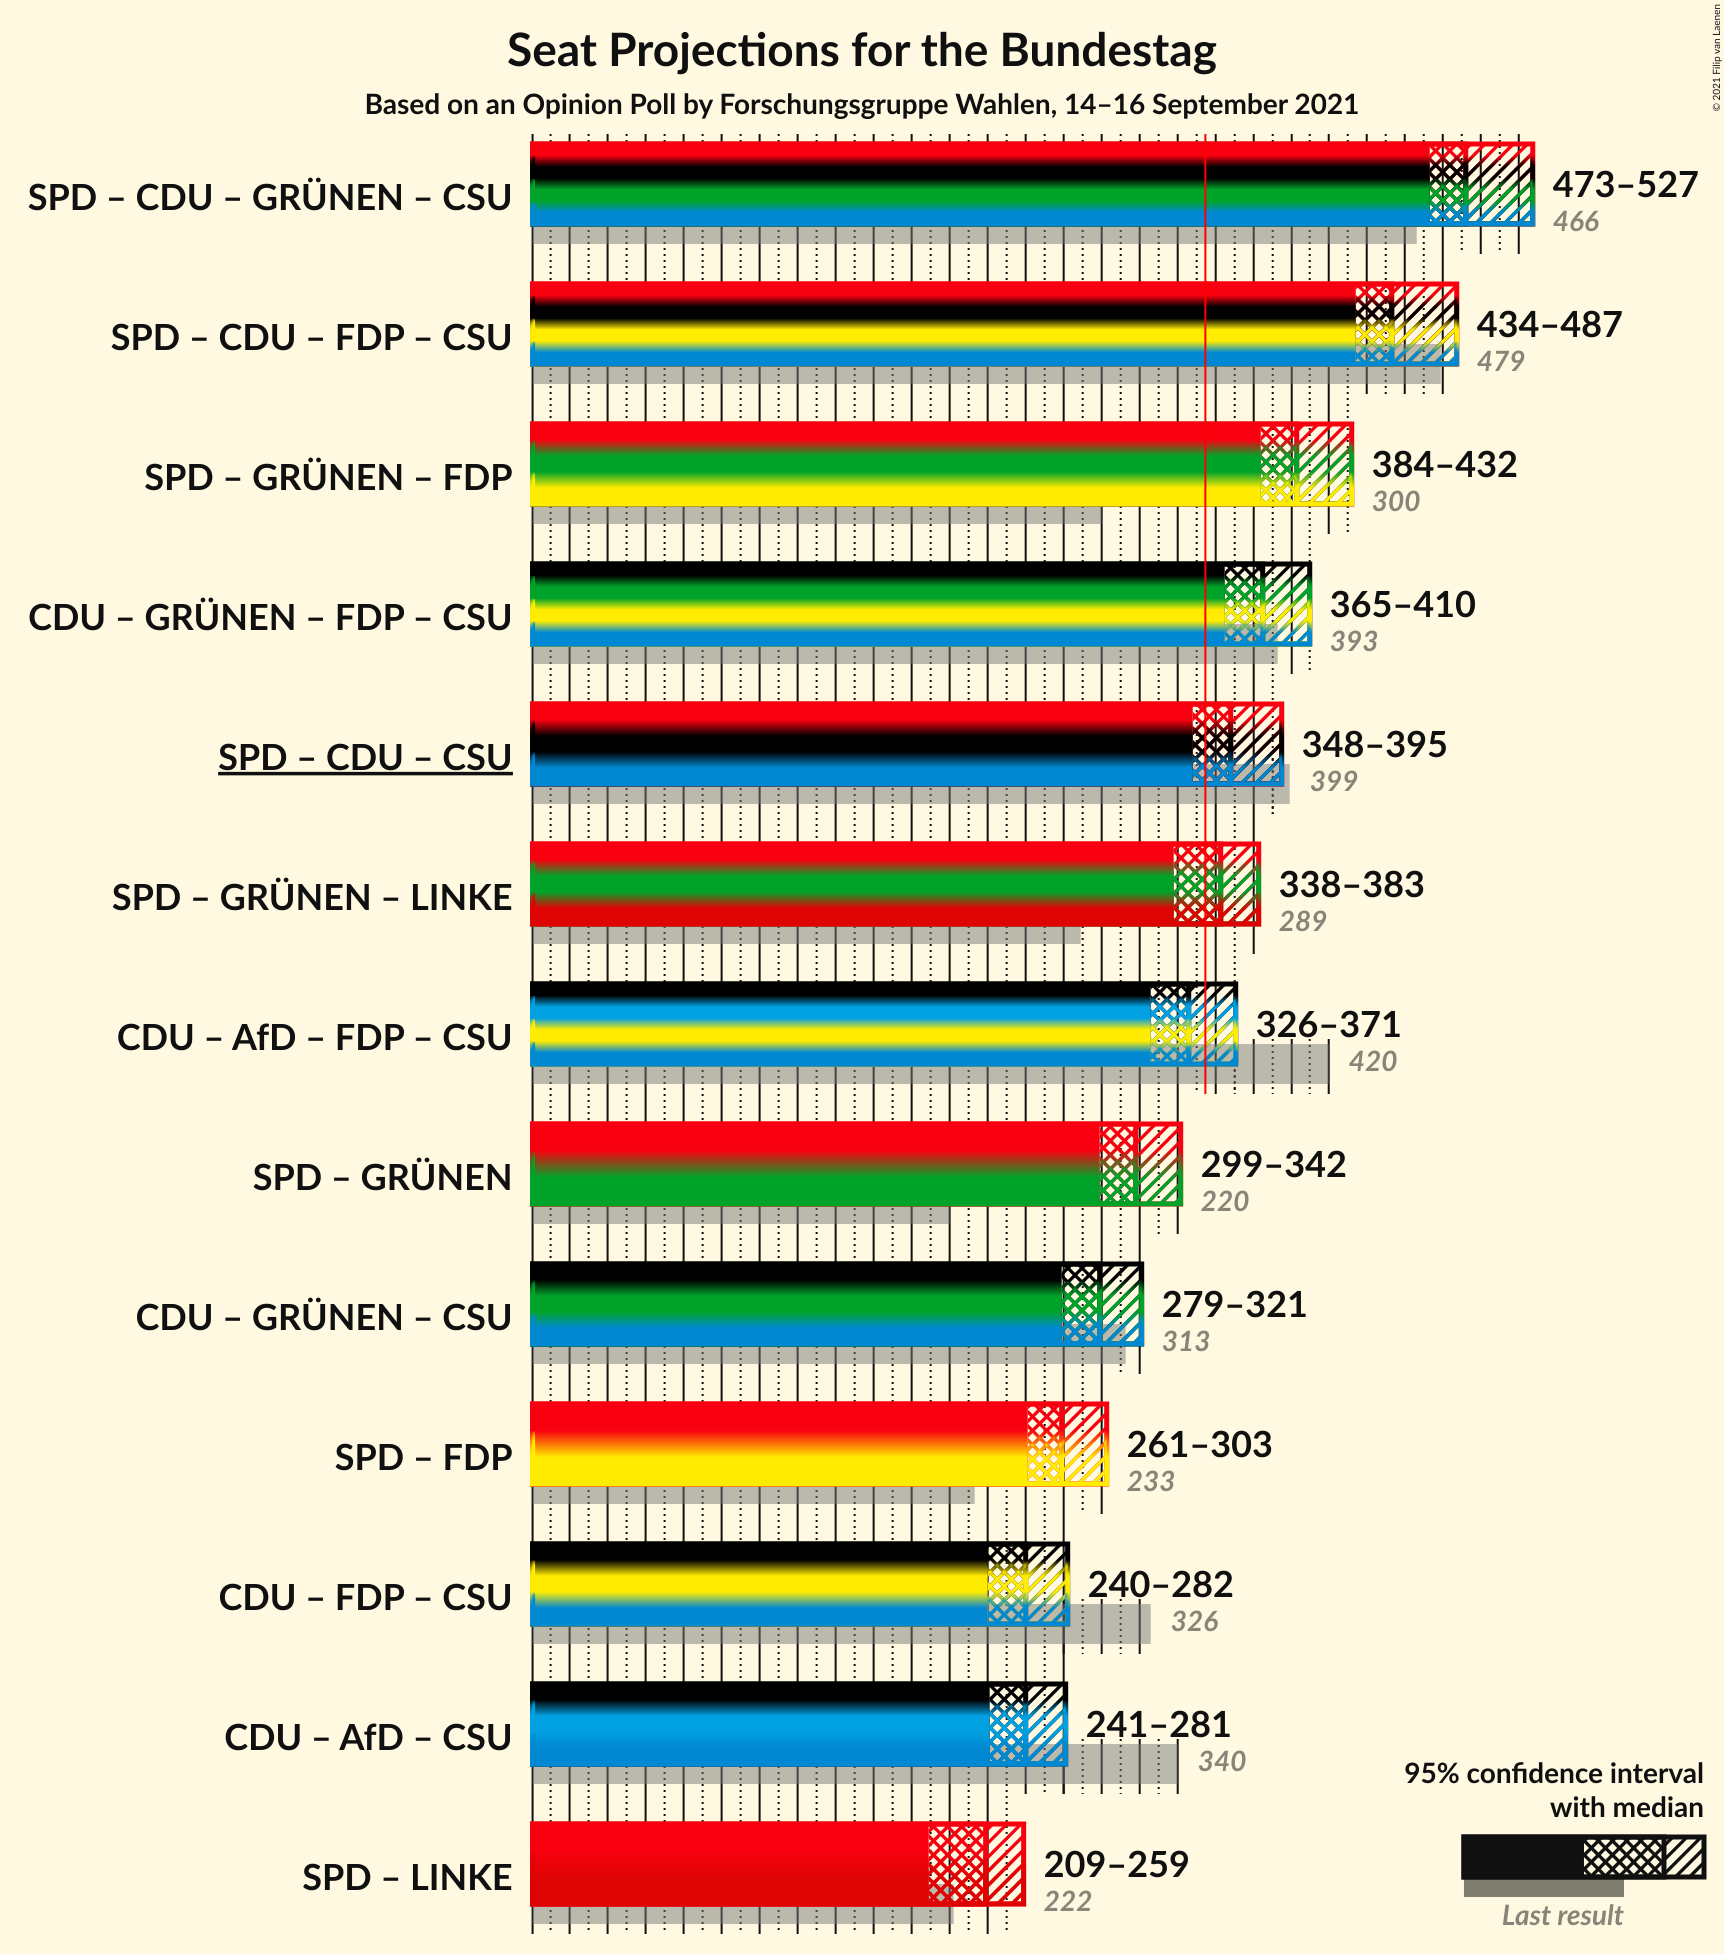 Seat Projections for the Bundestag
Based on an Opinion Poll by Forschungsgruppe Wahlen, 14–16 September 2021
© 2021 Filip van Laenen
SPD – CDU – GRÜNEN – CSU
473–527
466
SPD – CDU – FDP – CSU
434–487
479
SPD – GRÜNEN – FDP
384–432
300
CDU – GRÜNEN – FDP – CSU
365–410
393
SPD – CDU – CSU
348–395
399
SPD – GRÜNEN – LINKE
338–383
289
CDU – AfD – FDP – CSU
326–371
420
SPD – GRÜNEN
299–342
220
CDU – GRÜNEN – CSU
279–321
313
SPD – FDP
261–303
233
CDU – FDP – CSU
240–282
326
CDU – AfD – CSU
241–281
340
SPD – LINKE
209–259
222
95% confidence interval
with median
Last result